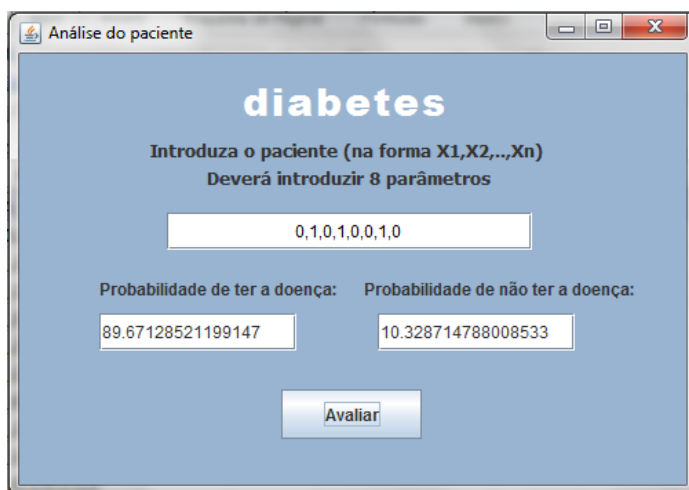 Análise do paciente
diabetes
Introduza o paciente (na forma X1,X2,..,Xn)
Deverá introduzir 8 parâmetros
0,1,0,1,0,0,1,0
Probabilidade de ter a doença: Probabilidade de não ter a doença:
89.67128521199147 10.328714788008533
Avaliar